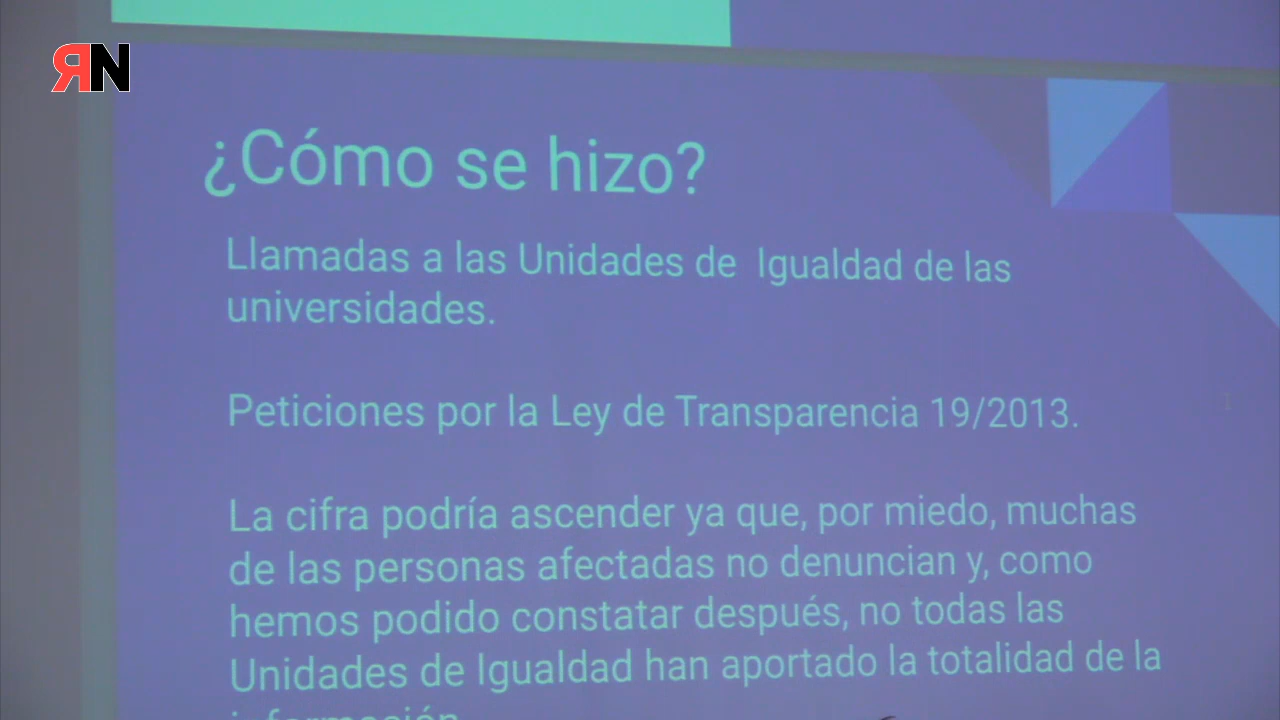 RN
¿Cómo se hizo?
Llamadas a las Unidades de Igualdad de las
universidades.
Peticiones por la Ley de Transparencia 19/2013.
La cifra podría ascender ya que, por miedo, muchas
de las personas afectadas no denuncian y, como
hemos podido constatar después, no todas las
Unidades de Igualdad han aportado la totalidad de la
información.